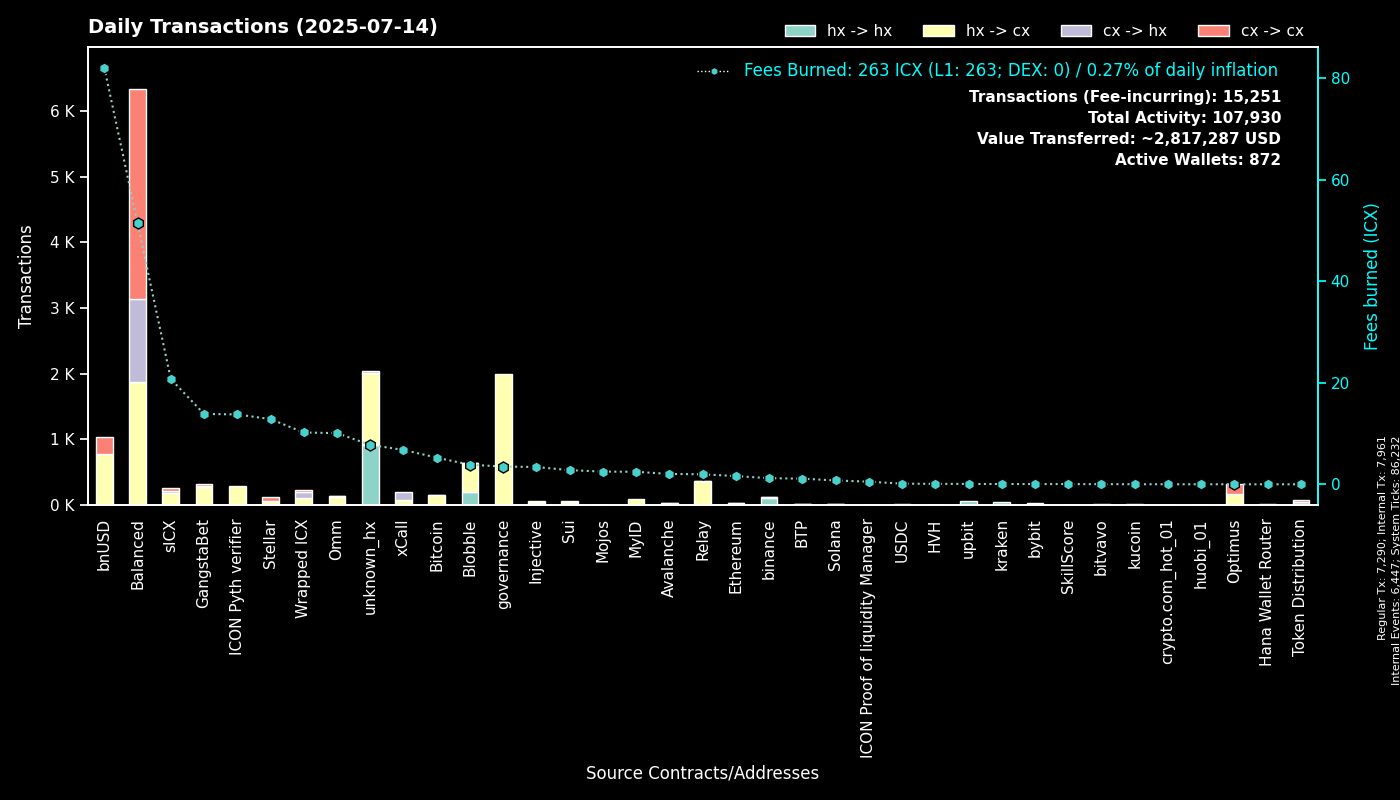 Daily Transactions (2025-07-14)
hx -> hx
hx -> cx
cx -> hx
cx -> cx
Fees Burned: 263 ICX (L1: 263; DEX: 0) / 0.27% of daily inflation
Transactions (Fee-incurring): 15,251
Total Activity: 107,930
Value Transferred: ~2,817,287 USD
Active Wallets: 872
Transactions
6 K
5 K
4 K
3 K
2 K
1 K
0 K
80
60
40
20
0
Fees burned (ICX)
bnUSD
Balanced
sICX
GangstaBet
ICON Pyth verifier
Stellar
Wrapped ICX
Omm
unknown_hx
xCall
Bitcoin
Blobble
governance
Injective
Sui
Mojos
MyID
Avalanche
Relay
Ethereum
binance
BTP
Solana
ICON Proof of liquidity Manager
USDC
HVH
upbit
kraken
bybit
SkillScore
bitvavo
kucoin
crypto.com_hot_01
huobi_01
Optimus
Hana Wallet Router
Token Distribution
Source Contracts/Addresses
Regular Tx: 7,290; Internal Tx: 7,961
Internal Events: 6,447; System Ticks: 86,232